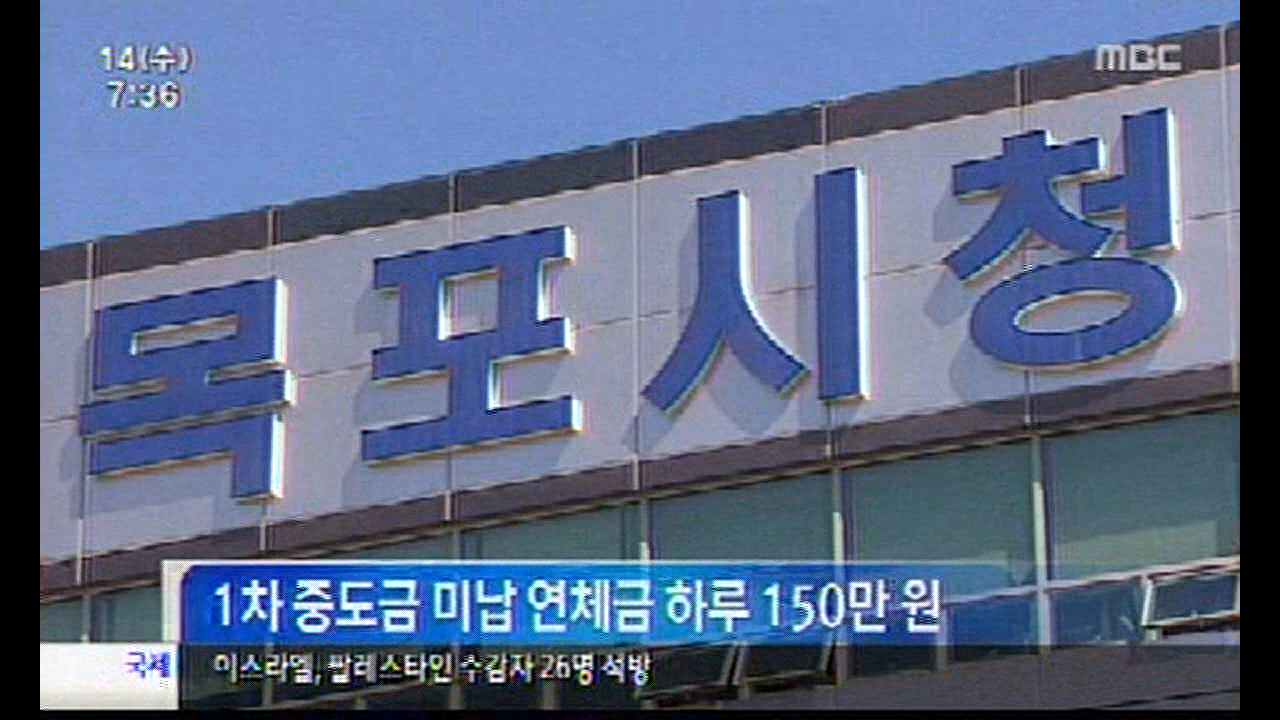 14(수)
7:36
MBC
목포시청
1차 중도금 미납 연체금 하루 150만 원
국제
이스라엘, 팔레스타인 수감자 26명 석방